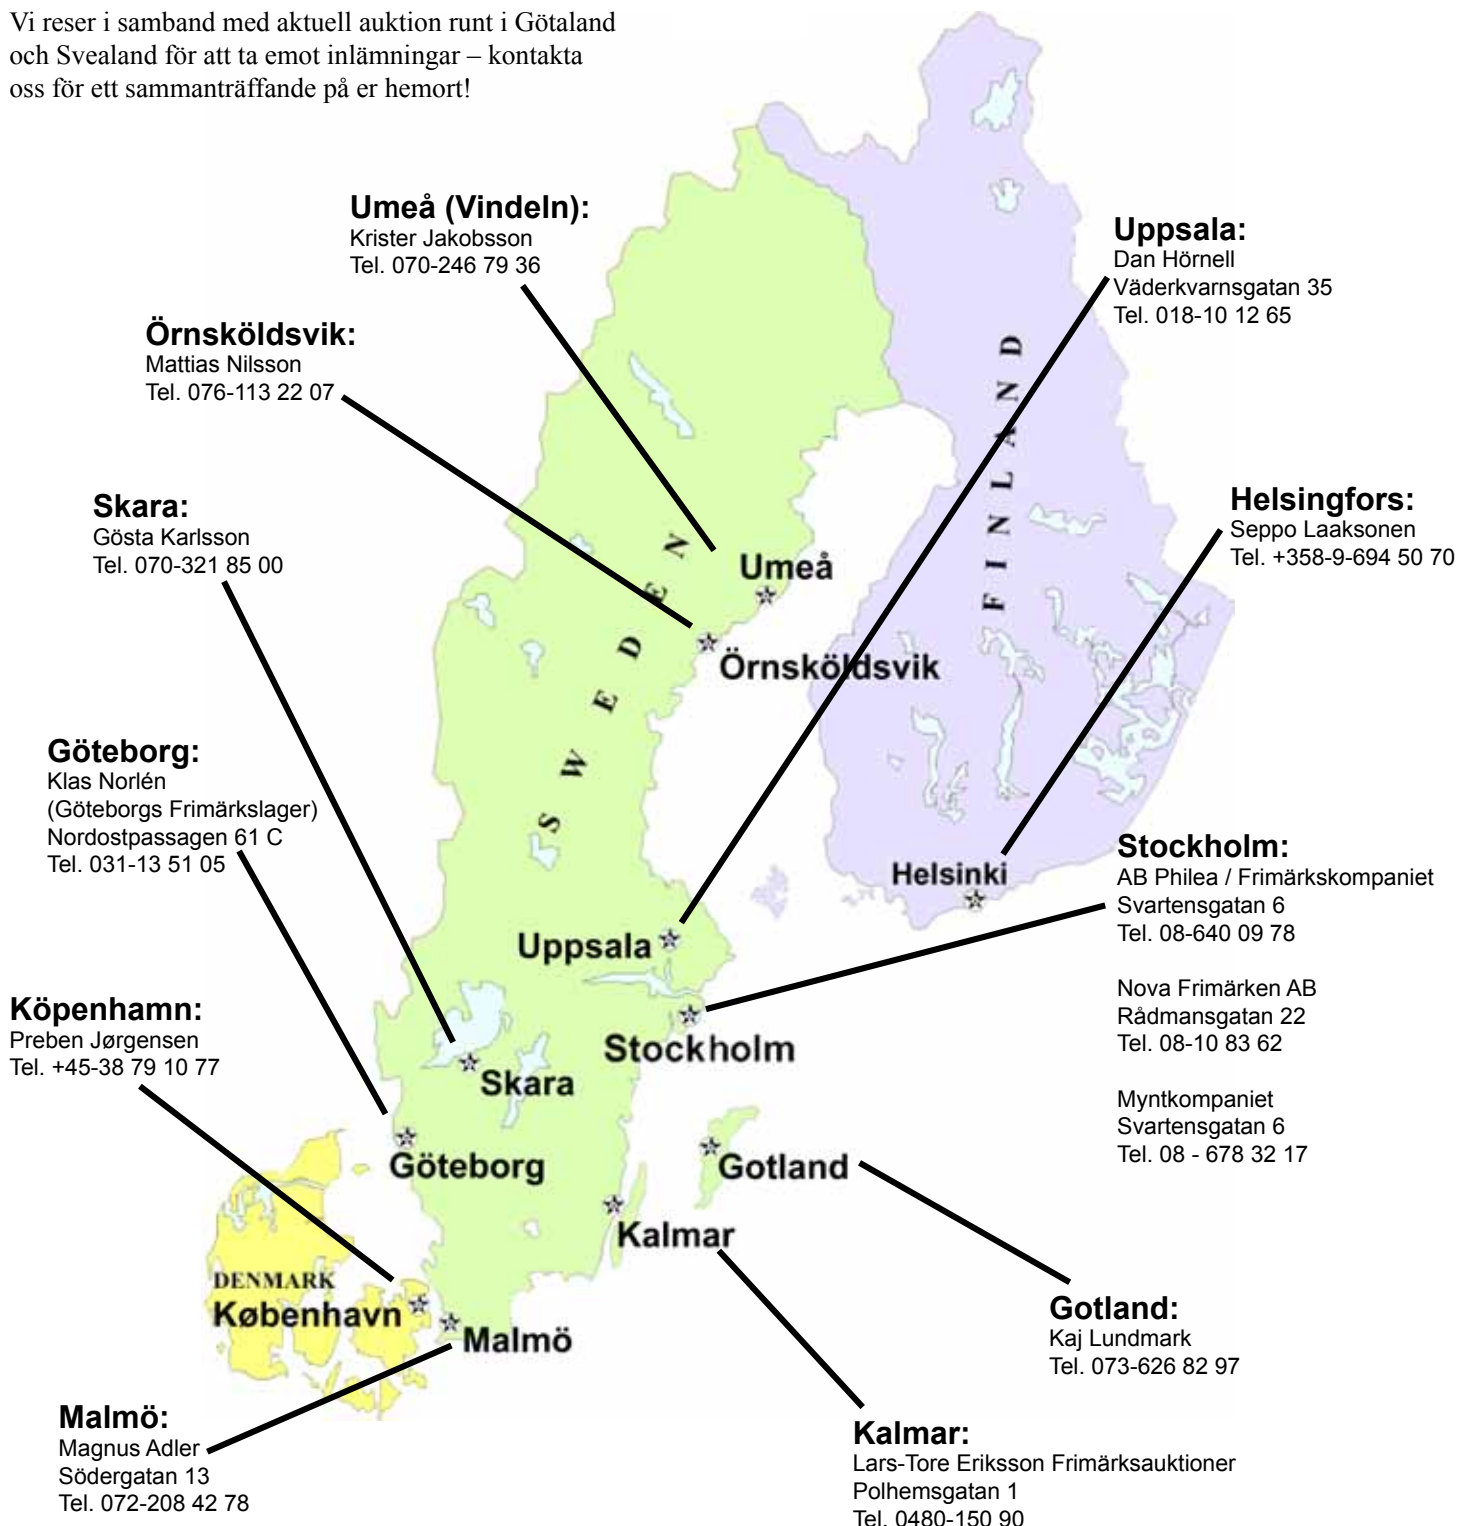 Vi reser i samband med aktuell auktion runt i Götaland
och Svealand för att ta emot inlämningar – kontakta
oss för ett sammanträffande på er hemort!
Umeå (Vindeln):
Krister Jakobsson
Tel. 070-246 79 36
Uppsala:
Dan Hörnell
Väderkvarnsgatan 35
Tel. 018-10 12 65
Örnsköldsvik:
Mattias Nilsson
Tel. 076-113 22 07
Skara:
Gösta Karlsson
Tel. 070-321 85 00
Helsingfors:
Seppo Laaksonen
Tel. +358-9-694 50 70
FINLAND
SWEDEN
Umeå
Örnsköldsvik
Göteborg:
Klas Norlén
(Göteborgs Frimärkslager)
Nordostpassagen 61 C
Tel. 031-13 51 05
Helsinki
Stockholm:
AB Philea / Frimärkskompaniet
Svartensgatan 6
Tel. 08-640 09 78
Nova Frimärken AB
Rådmansgatan 22
Tel. 08-10 83 62
Myntkompaniet
Svartensgatan 6
Tel. 08 - 678 32 17
Uppsala
Köpenhamn:
Preben Jørgensen
Tel. +45-38 79 10 77
Stockholm
Skara
Göteborg
Gotland
Kalmar
DENMARK
København
Malmö
Gotland:
Kaj Lundmark
Tel. 073-626 82 97
Malmö:
Magnus Adler
Södergatan 13
Tel. 072-208 42 78
Kalmar:
Lars-Tore Eriksson Frimärksauktioner
Polhemsgatan 1
Tel. 0480-150 90